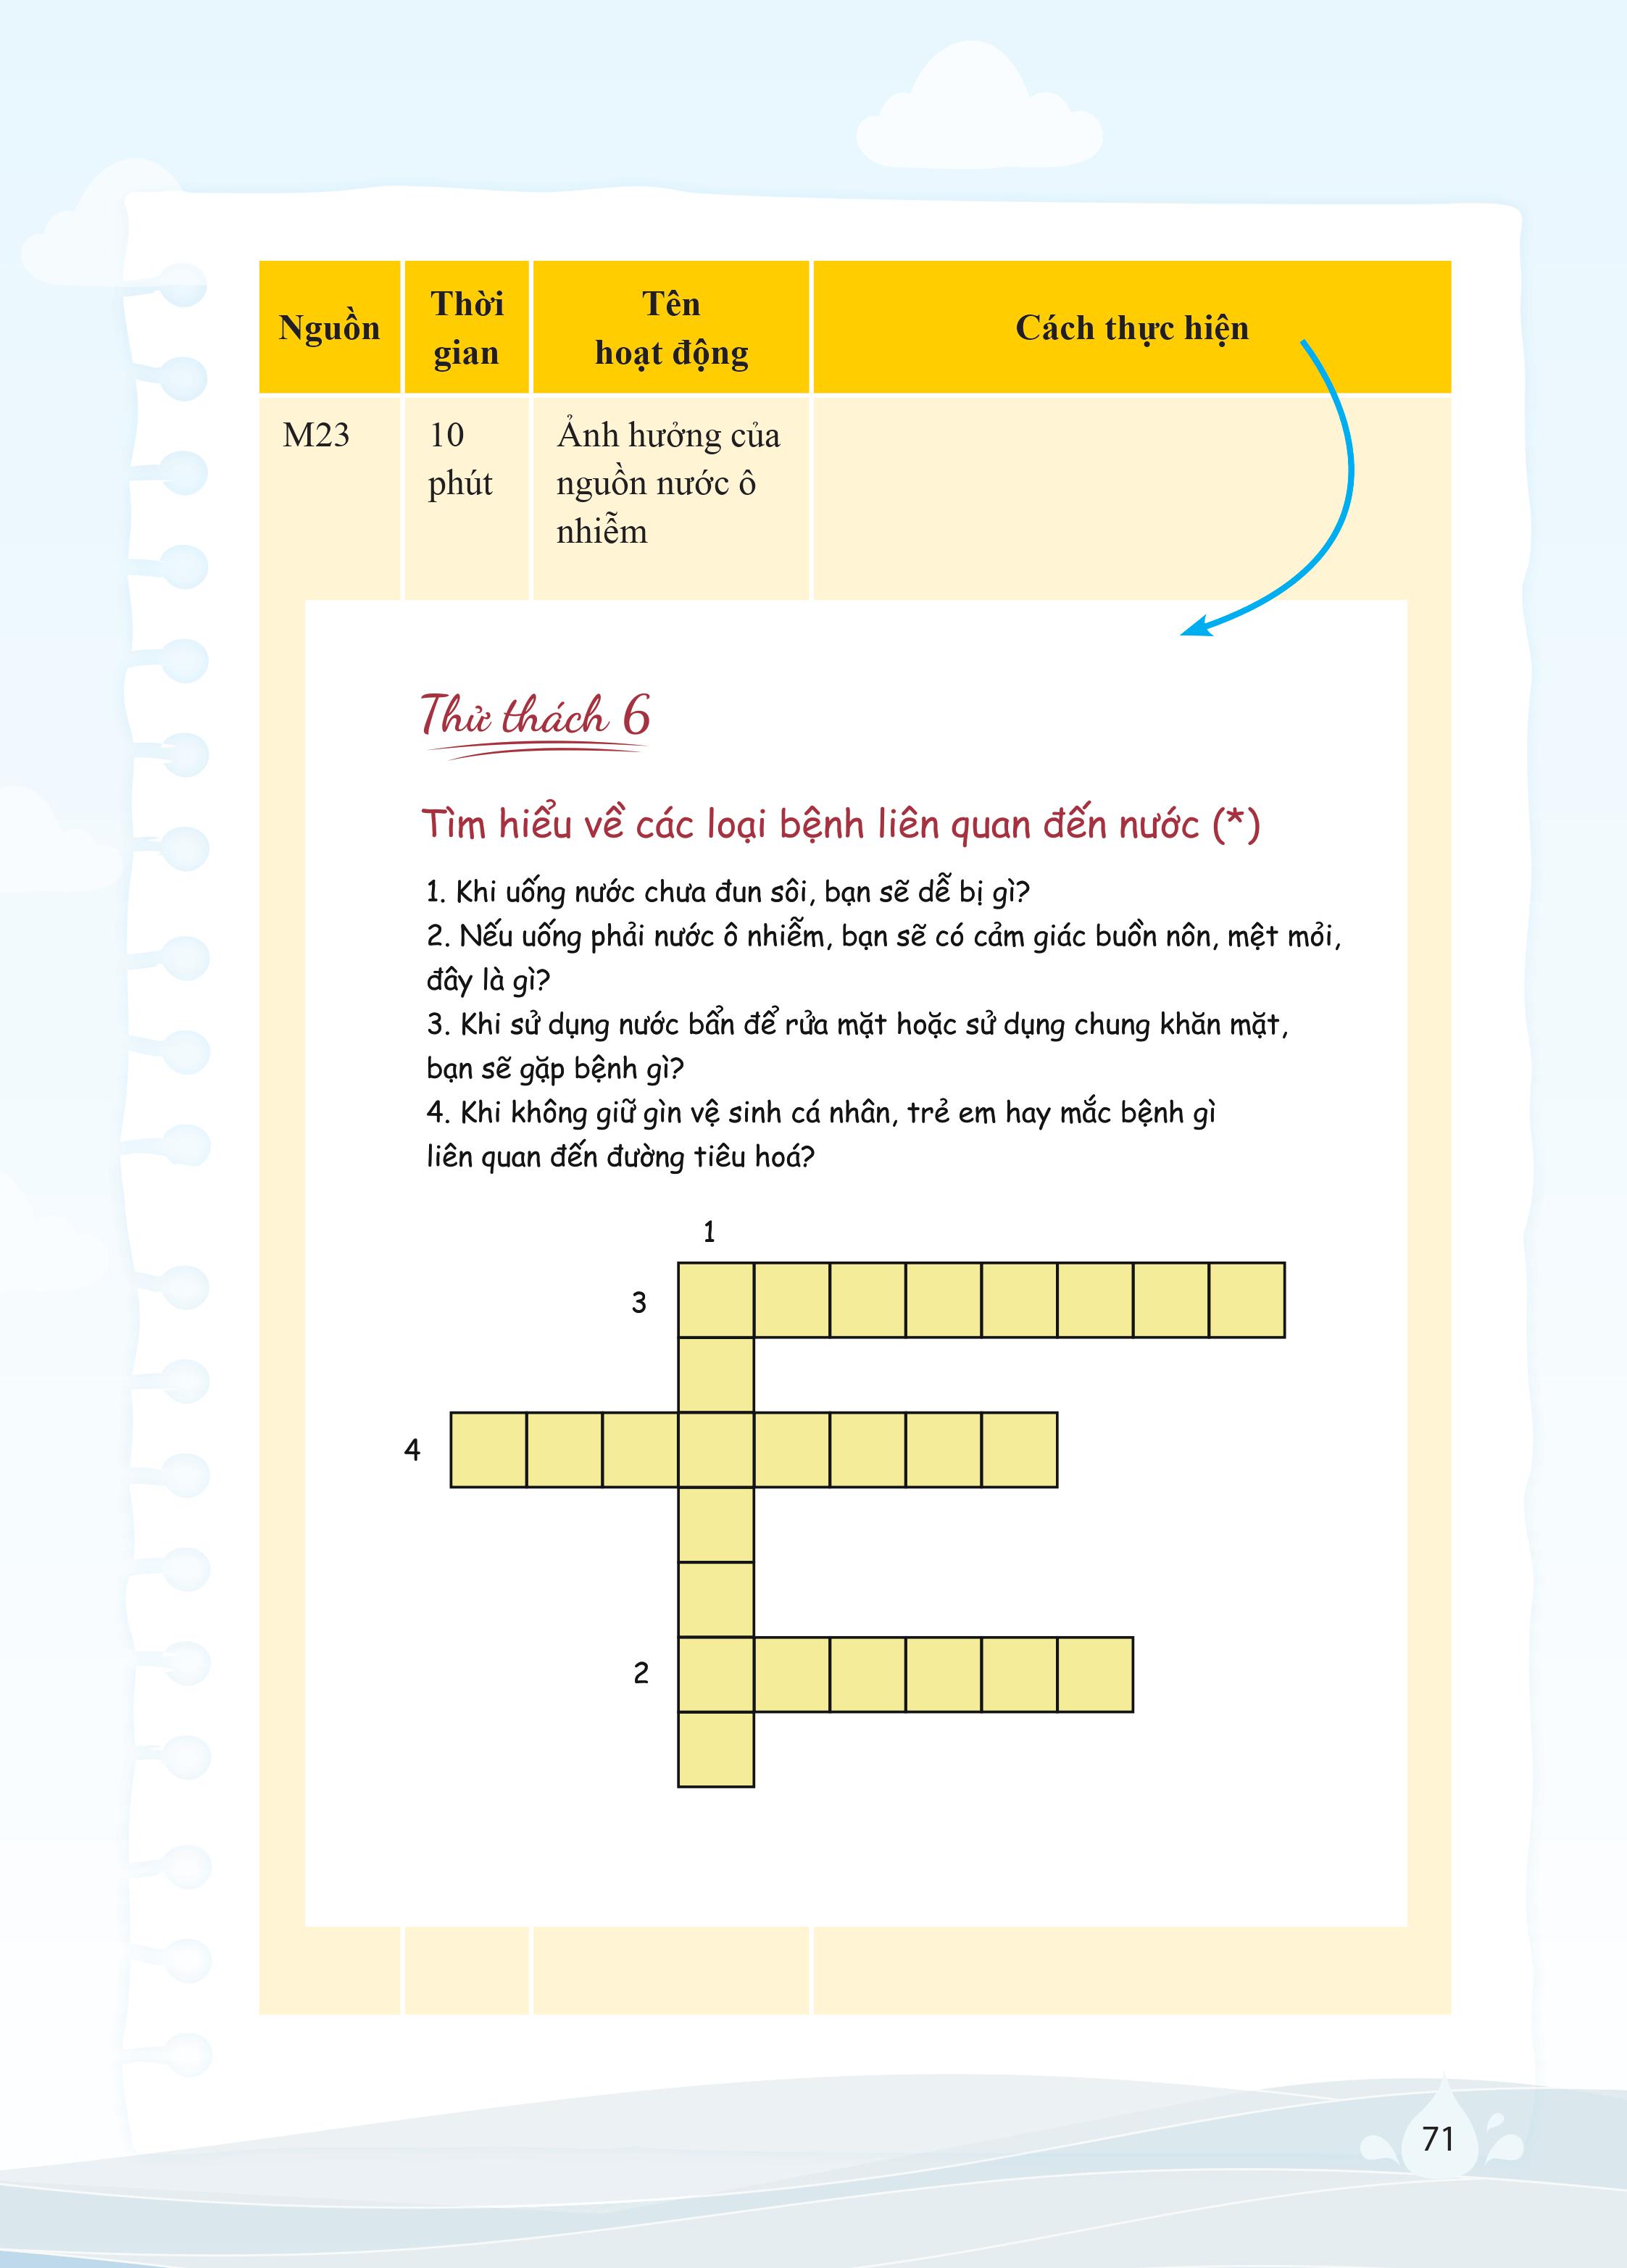 Nguồn
Thời
gian
Tên
hoạt động
Cách thực hiện
M23
10
phút
Ảnh hưởng của
nguồn nước ô
nhiễm
Thử thách 6
Tìm hiểu về các loại bệnh liên quan đến nước (*)
1. Khi uống nước chưa đun sôi, bạn sẽ dễ bị gì?
2. Nếu uống phải nước ô nhiễm, bạn sẽ có cảm giác buồn nôn, mệt mỏi,
đây là gì?
3. Khi sử dụng nước bẩn để rửa mặt hoặc sử dụng chung khăn mặt,
bạn sẽ gặp bệnh gì?
4. Khi không giữ gìn vệ sinh cá nhân, trẻ em hay mắc bệnh gì
liên quan đến đường tiêu hoá?
1
3
4
2
71